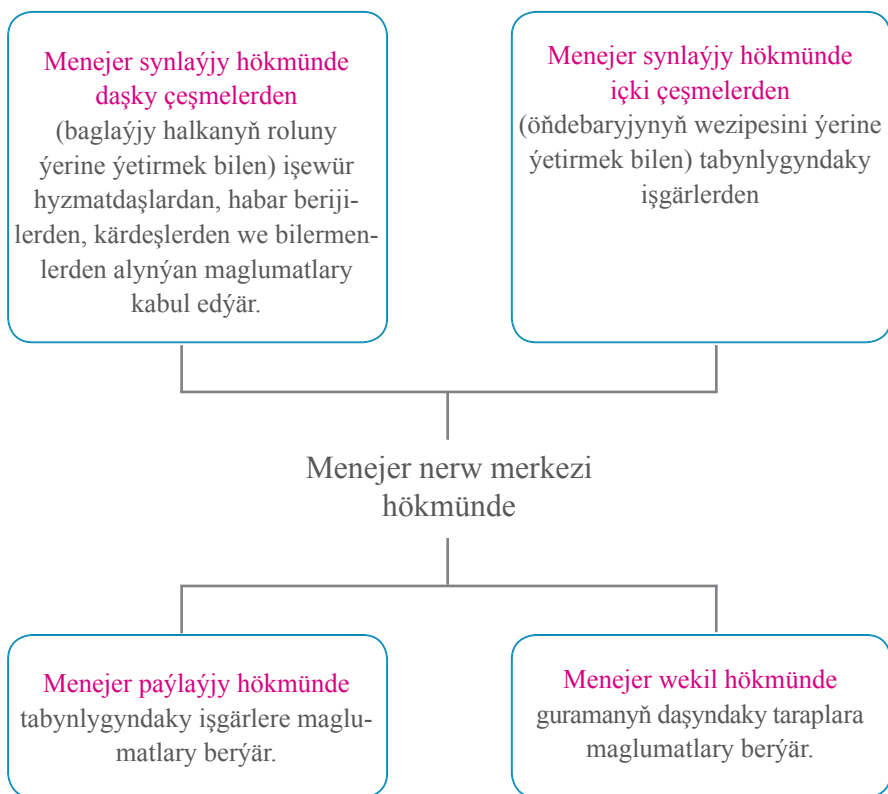 Menejer synlaýjy hökmünde
daşky çeşmelerden
(baglaýjy halkanyň roluny
ýerine ýetirmek bilen) işewür
hyzmatdaşlardan, habar beriji-
lerden, kärdeşlerden we bilermen-
lerden alynýan maglumatlary
kabul edýär.
Menejer synlaýjy hökmünde
içki çeşmelerden
(öňdebaryjynyň wezipesini ýerine
ýetirmek bilen) tabynlygyndaky
işgärlerden
Menejer nerw merkezi
hökmünde
Menejer paýlaýjy hökmünde
tabynlygyndaky işgärlere maglu-
matlary berýär.
Menejer wekil hökmünde
guramanyň daşyndaky taraplara
maglumatlary berýär.